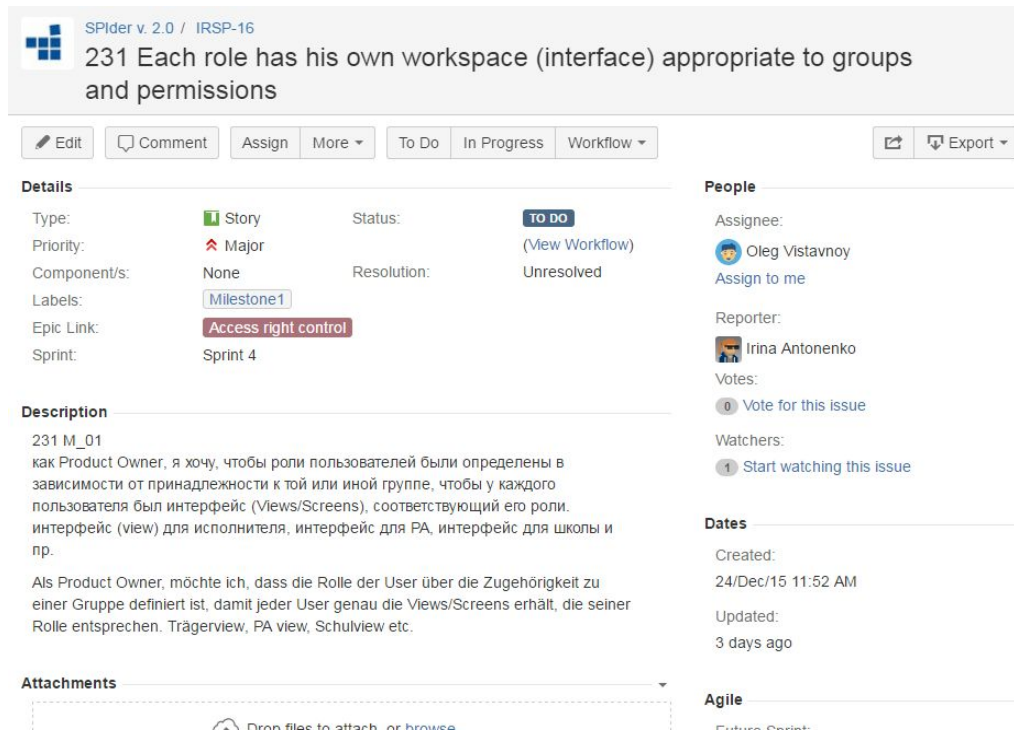 SPIder v. 2.0 / IRSP-16
231 Each role has his own workspace (interface) appropriate to groups
and permissions
Edit Comment Assign More To Do In Progress Workflow Export
Details
Type: Story Status: TO DO
Priority: Major (View Workflow)
Component/s: None Resolution: Unresolved
Labels: Milestone1
Epic Link: Access right control
Sprint: Sprint 4
Description
231 M_01
как Product Owner, я хочу, чтобы роли пользователей были определены в
зависимости от принадлежности к той или иной группе, чтобы у каждого
пользователя был интерфейс (Views/Screens), соответствующий его роли.
интерфейс (view) для исполнителя, интерфейс для PA, интерфейс для школы и
пр.
Als Product Owner, möchte ich, dass die Rolle der User über die Zugehörigkeit zu
einer Gruppe definiert ist, damit jeder User genau die Views/Screens erhält, die seiner
Rolle entsprechen. Trägerview, PA view, Schulview etc.
Attachments
Drop files to attach, or browse.
People
Assignee:
Oleg Vistavnoy
Assign to me
Reporter:
Irina Antonenko
Votes:
0 Vote for this issue
Watchers:
1 Start watching this issue
Dates
Created:
24/Dec/15 11:52 AM
Updated:
3 days ago
Agile
Future Sprint: